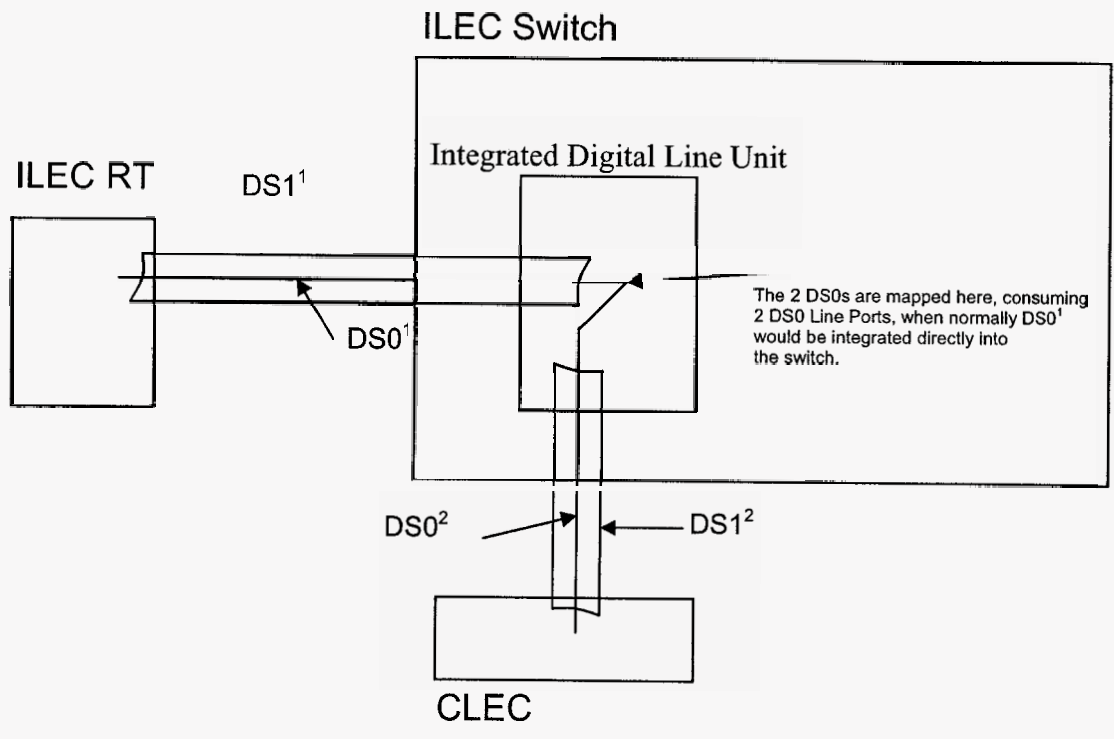 ILEC Switch
Integrated Digital Line Unit
ILEC RT
DS1¹
DS0¹
The 2 DS0s are mapped here, consuming
2 DS0 Line Ports, when normally DS0¹
would be integrated directly into
the switch.
DS0²
DS1²
CLEC